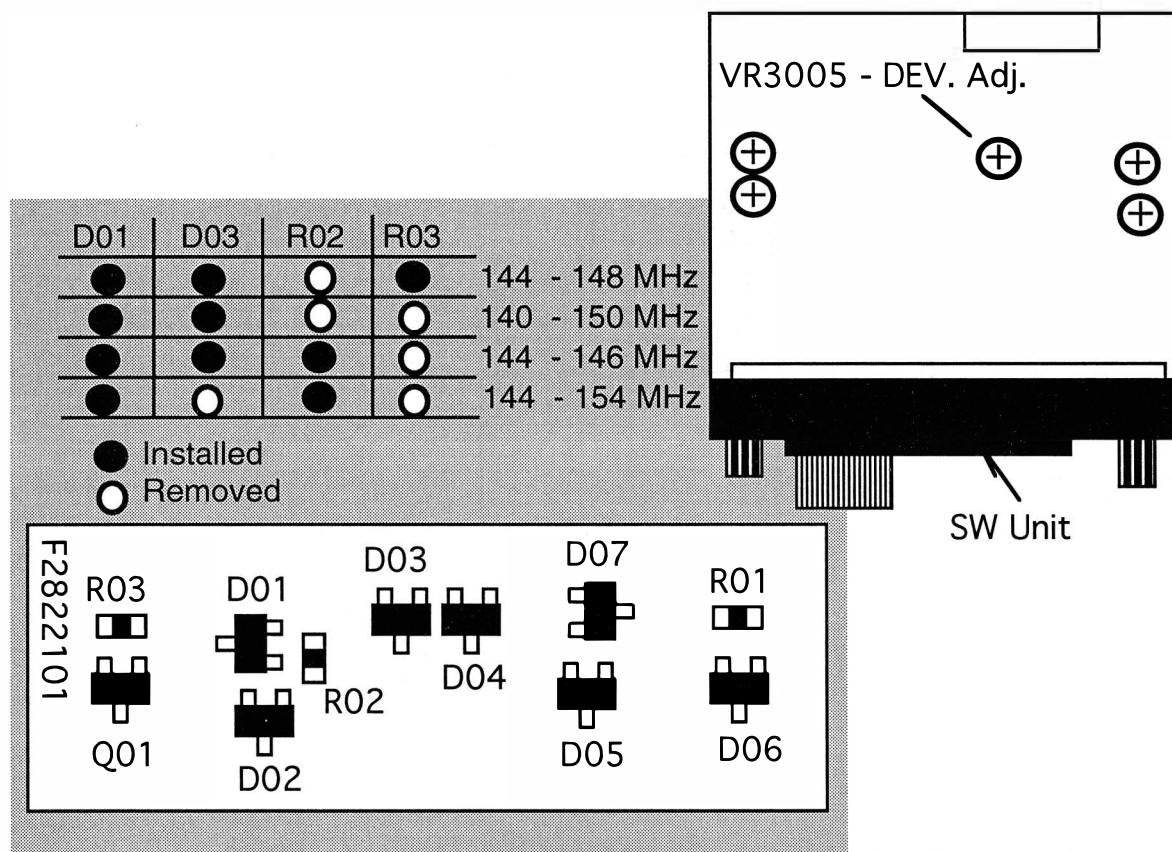 VR3005 - DEV. Adj.
D01 D03 R02 R03
144 - 148 MHz
140 - 150 MHz
144 - 146 MHz
144 - 154 MHz
Installed
Removed
SW Unit
F2822101
R03
D01
D03
D07
R01
D04
R02
Q01
D02
D05
D06